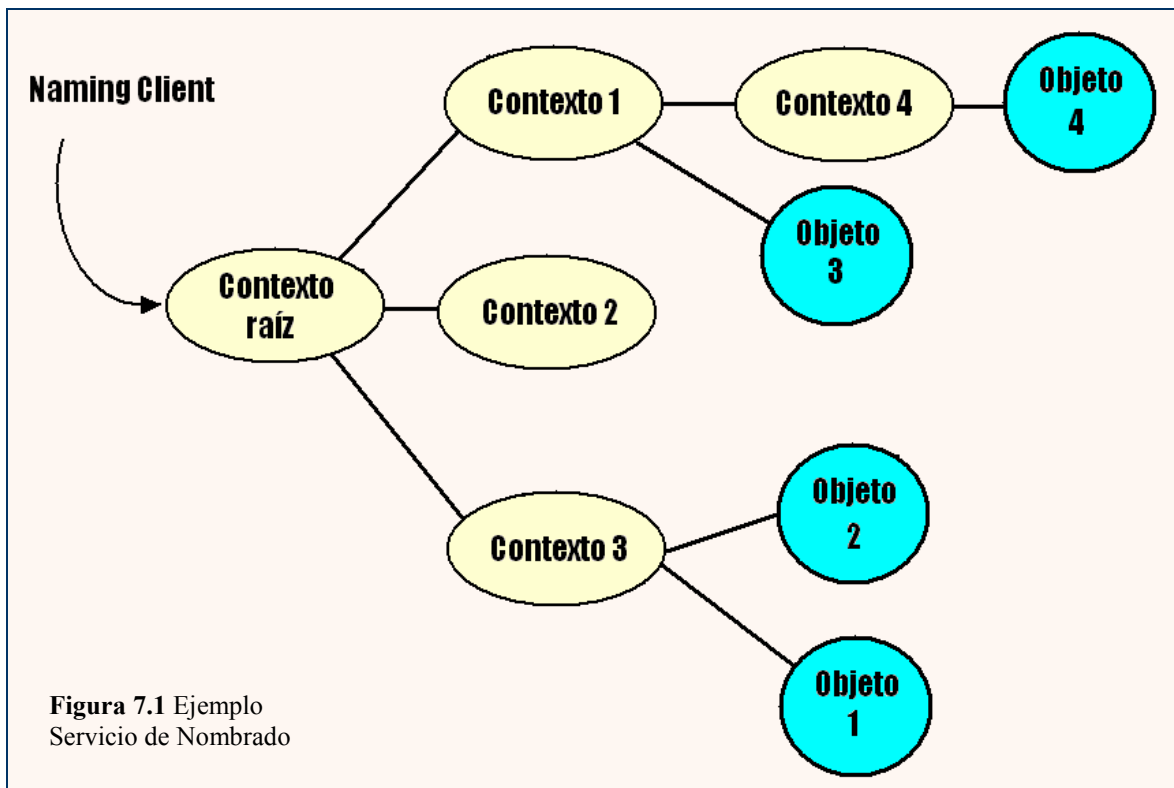 Naming Client
Contexto 1
Contexto 4
Objeto
4
Objeto
3
Contexto
raíz
Contexto 2
Objeto
2
Contexto 3
Objeto
1
Figura 7.1 Ejemplo
Servicio de Nombrado